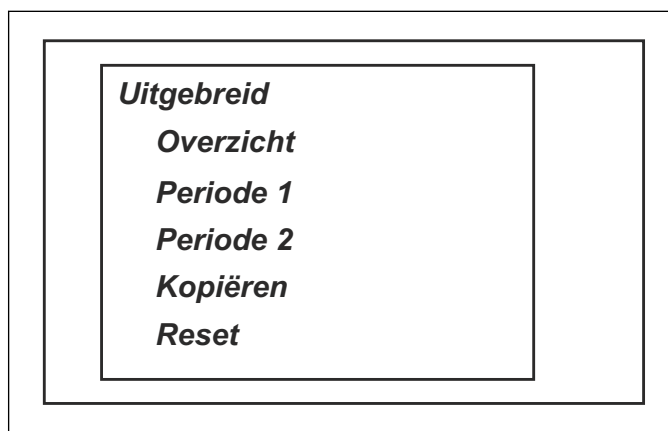 Uitgebreid
Overzicht
Periode 1
Periode 2
Kopiëren
Reset